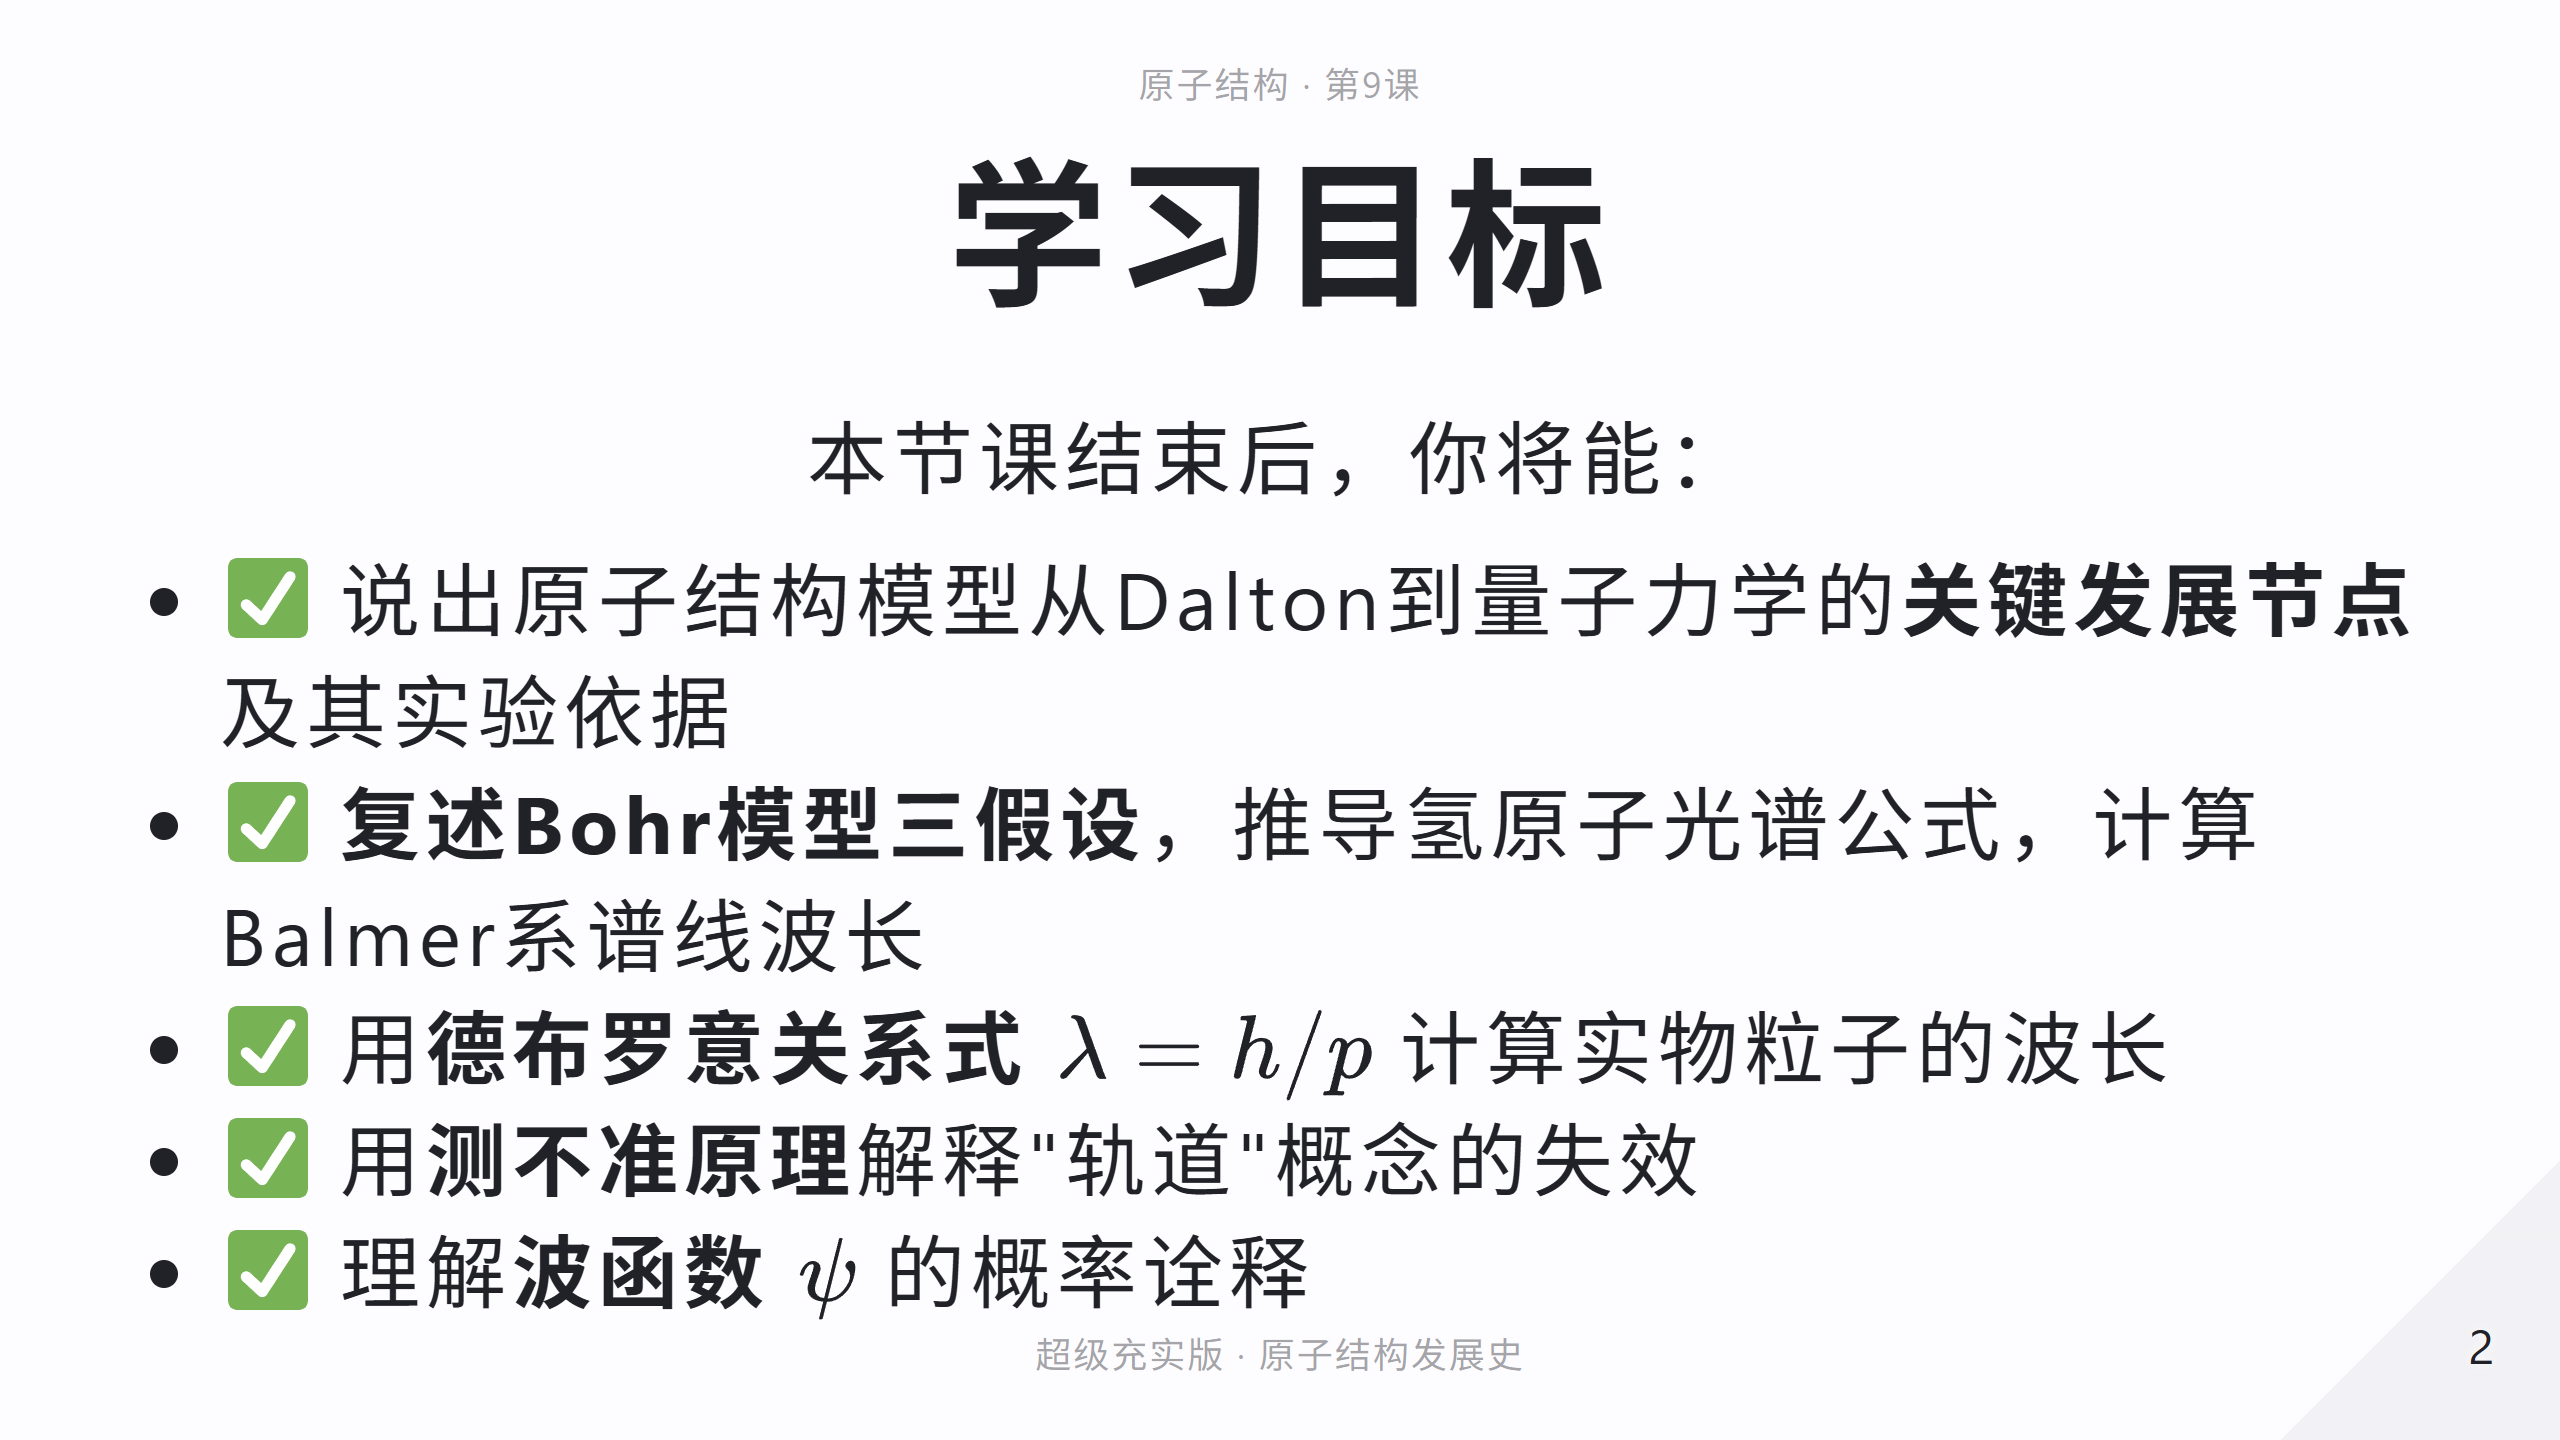 原子结构 · 第9课
学习目标
本节课结束后，你将能：
• ✅ 说出原子结构模型从Dalton到量子力学的关键发展节点
及其实验依据
• ✅ 复述Bohr模型三假设，推导氢原子光谱公式，计算
Balmer系谱线波长
• ✅ 用德布罗意关系式 λ = h/p 计算实物粒子的波长
• ✅ 用测不准原理解释"轨道"概念的失效
• ✅ 理解波函数 ψ 的概率诠释
超级充实版 · 原子结构发展史
2